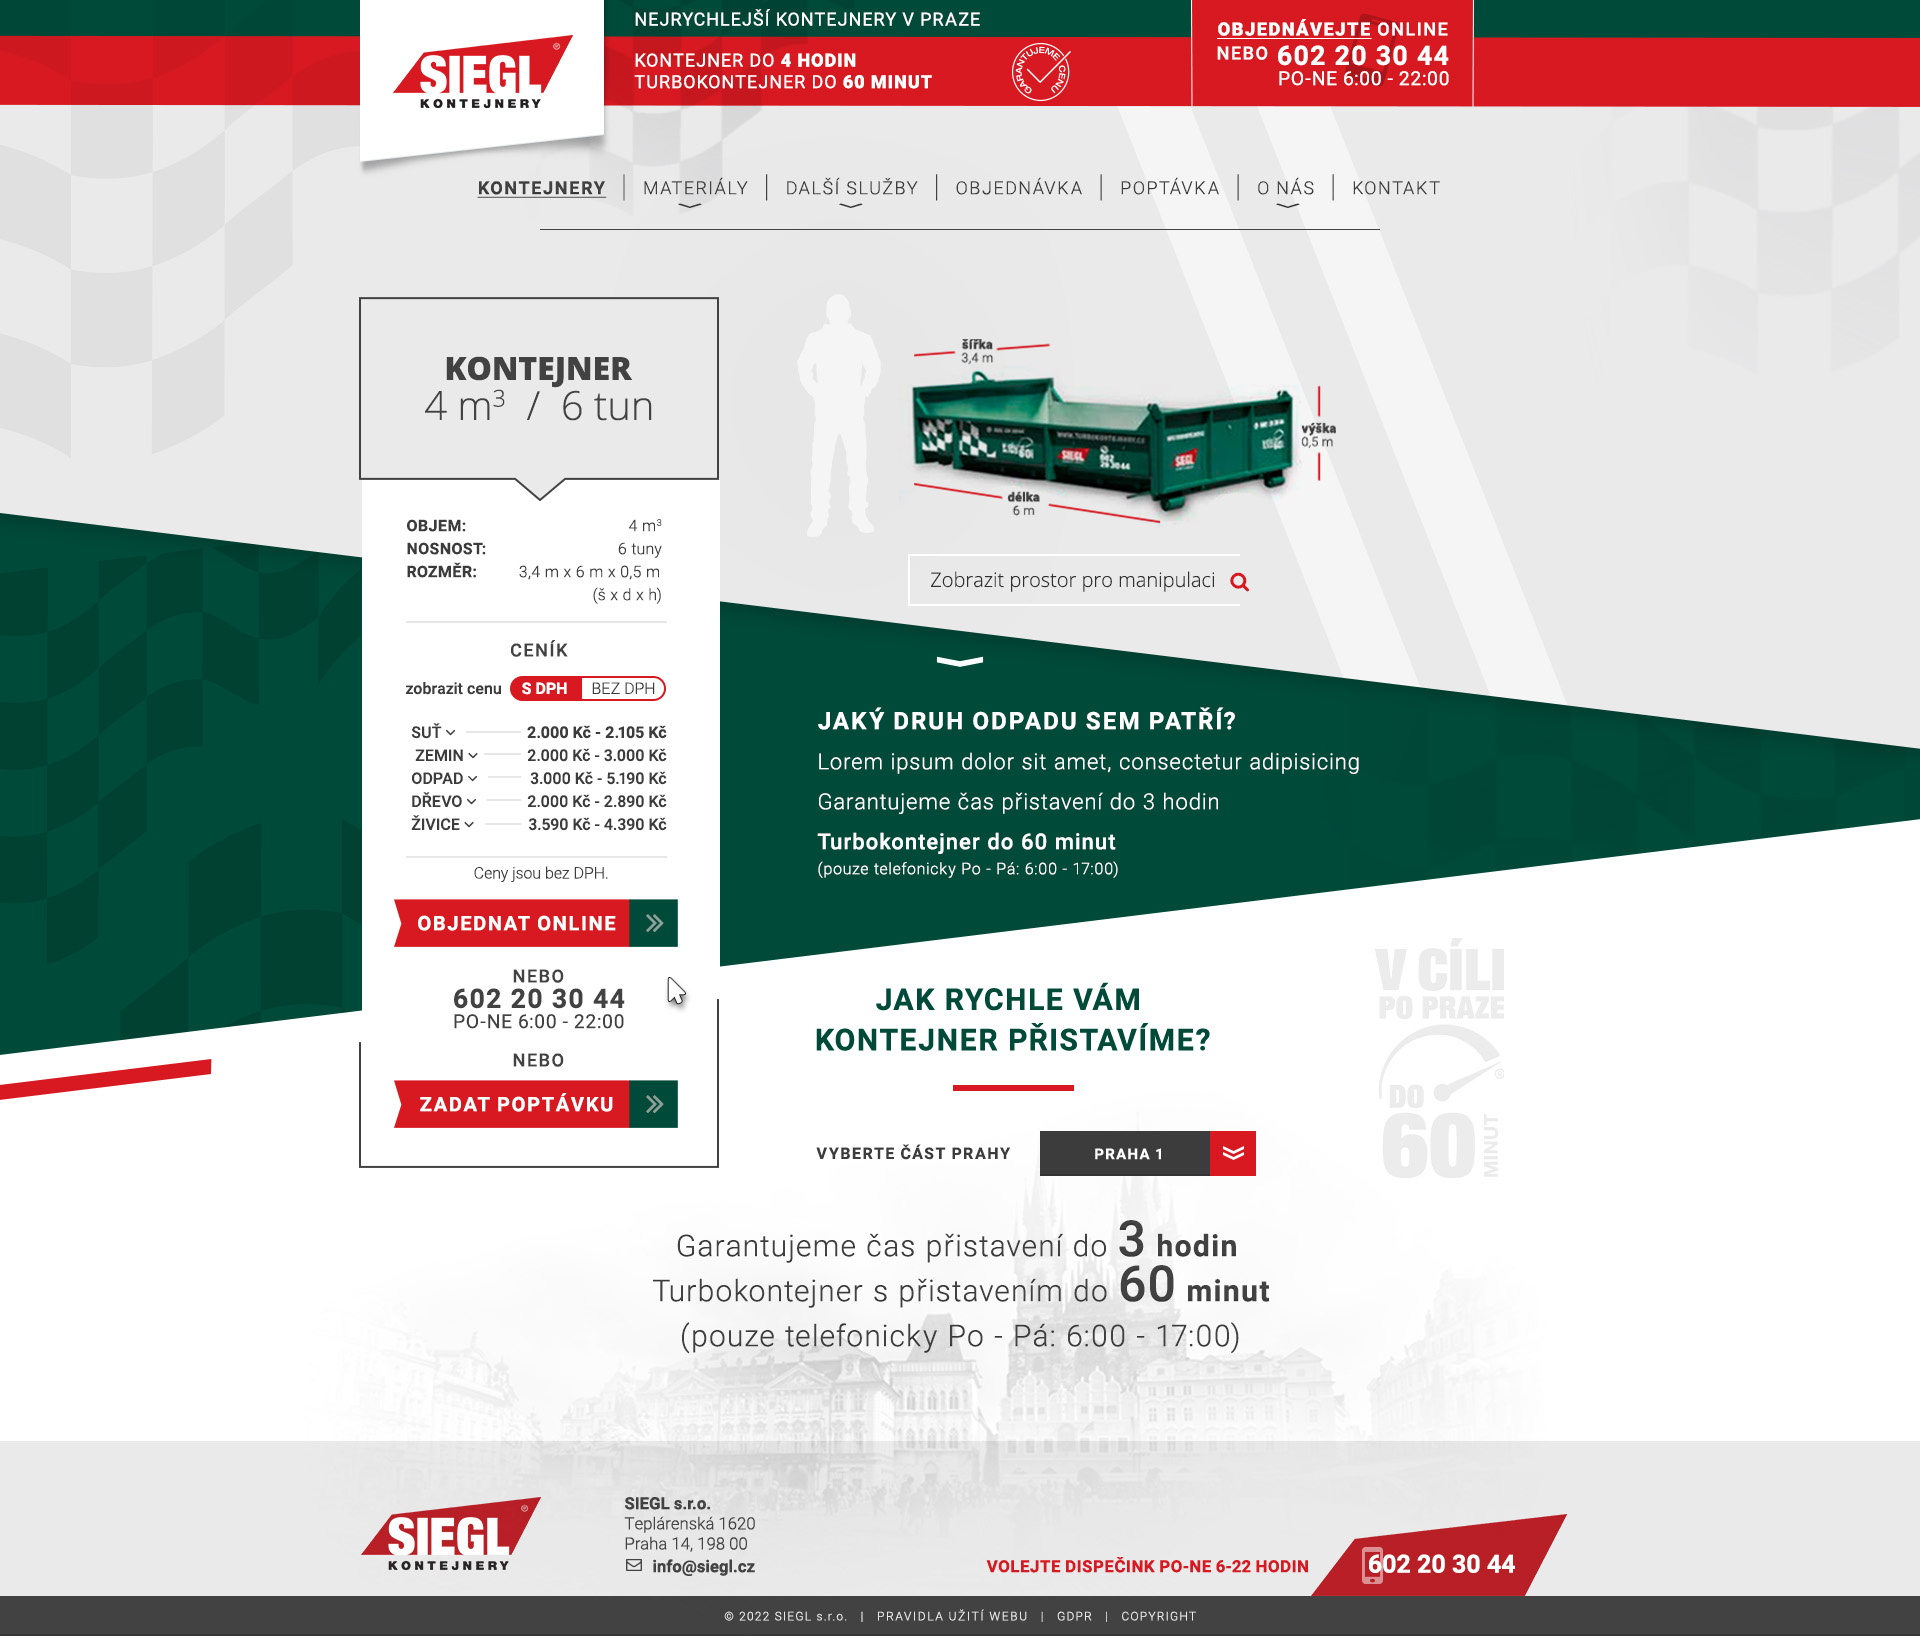 SIEGL ®
KONTEJNERY
NEJRYCHLEJŠÍ KONTEJNERY V PRAZE
KONTEJNER DO 4 HODIN
TURBOKONTEJNER DO 60 MINUT
GARANTUJEME CENU
OBJEDNÁVEJTE ONLINE
NEBO 602 20 30 44
PO-NE 6:00 - 22:00
KONTEJNERY | MATERIÁLY | DALŠÍ SLUŽBY | OBJEDNÁVKA | POPTÁVKA | O NÁS | KONTAKT
KONTEJNER
4 m³ / 6 tun
OBJEM: 4 m³
NOSNOST: 6 tuny
ROZMĚR: 3,4 m x 6 m x 0,5 m
(š x d x h)
CENÍK
zobrazit cenu S DPH BEZ DPH
SUŤ 2.000 Kč - 2.105 Kč
ZEMIN 2.000 Kč - 3.000 Kč
ODPAD 3.000 Kč - 5.190 Kč
DŘEVO 2.000 Kč - 2.890 Kč
ŽIVICE 3.590 Kč - 4.390 Kč
Ceny jsou bez DPH.
OBJEDNAT ONLINE
NEBO
602 20 30 44
PO-NE 6:00 - 22:00
NEBO
ZADAT POPTÁVKU
šířka
3,4 m
výška
0,5 m
délka
6 m
SIEGL
602
20 30 44
SIEGL
Zobrazit prostor pro manipulaci
JAKÝ DRUH ODPADU SEM PATŘÍ?
Lorem ipsum dolor sit amet, consectetur adipisicing
Garantujeme čas přistavení do 3 hodin
Turbokontejner do 60 minut
(pouze telefonicky Po - Pá: 6:00 - 17:00)
JAK RYCHLE VÁM
KONTEJNER PŘISTAVÍME?
V CÍLI
PO PRAZE
®
DO
60
MINUT
VYBERTE ČÁST PRAHY PRAHA 1
Garantujeme čas přistavení do 3 hodin
Turbokontejner s přistavením do 60 minut
(pouze telefonicky Po - Pá: 6:00 - 17:00)
SIEGL ®
KONTEJNERY
SIEGL s.r.o.
Teplárenská 1620
Praha 14, 198 00
info@siegl.cz
VOLEJTE DISPEČINK PO-NE 6-22 HODIN
602 20 30 44
© 2022 SIEGL s.r.o. | PRAVIDLA UŽITÍ WEBU | GDPR | COPYRIGHT